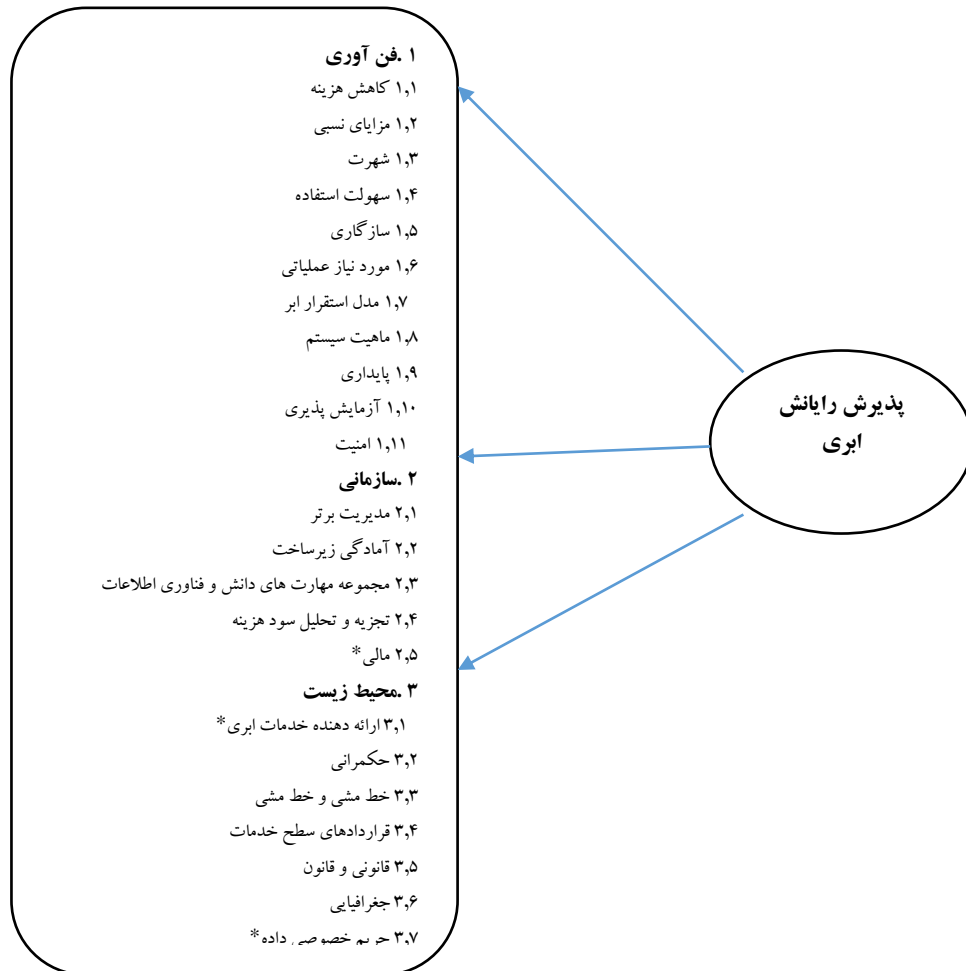 ۱ .فن آوری
۱,۱ کاهش هزینه
۱,۲ مزایای نسبی
۱,۳ شهرت
۱,۴ سهولت استفاده
۱,۵ سازگاری
۱,۶ مورد نیاز عملیاتی
۱,۷ مدل استقرار ابر
۱,۸ ماهیت سیستم
۱,۹ پایداری
۱,۱۰ آزمایش پذیری
۱,۱۱ امنیت
۲ .سازمانی
۲,۱ مدیریت برتر
۲,۲ آمادگی زیرساخت
۲,۳ مجموعه مهارت های دانش و فناوری اطلاعات
۲,۴ تجزیه و تحلیل سود هزینه
۲,۵ مالی*
۳ .محیط زیست
۳,۱ ارائه دهنده خدمات ابری*
۳,۲ حکمرانی
۳,۳ خط مشی و خط مشی
۳,۴ قراردادهای سطح خدمات
۳,۵ قانونی و قانون
۳,۶ جغرافیایی
۳,۷ حریم خصوصی داده*
پذیرش رایانش
ابری